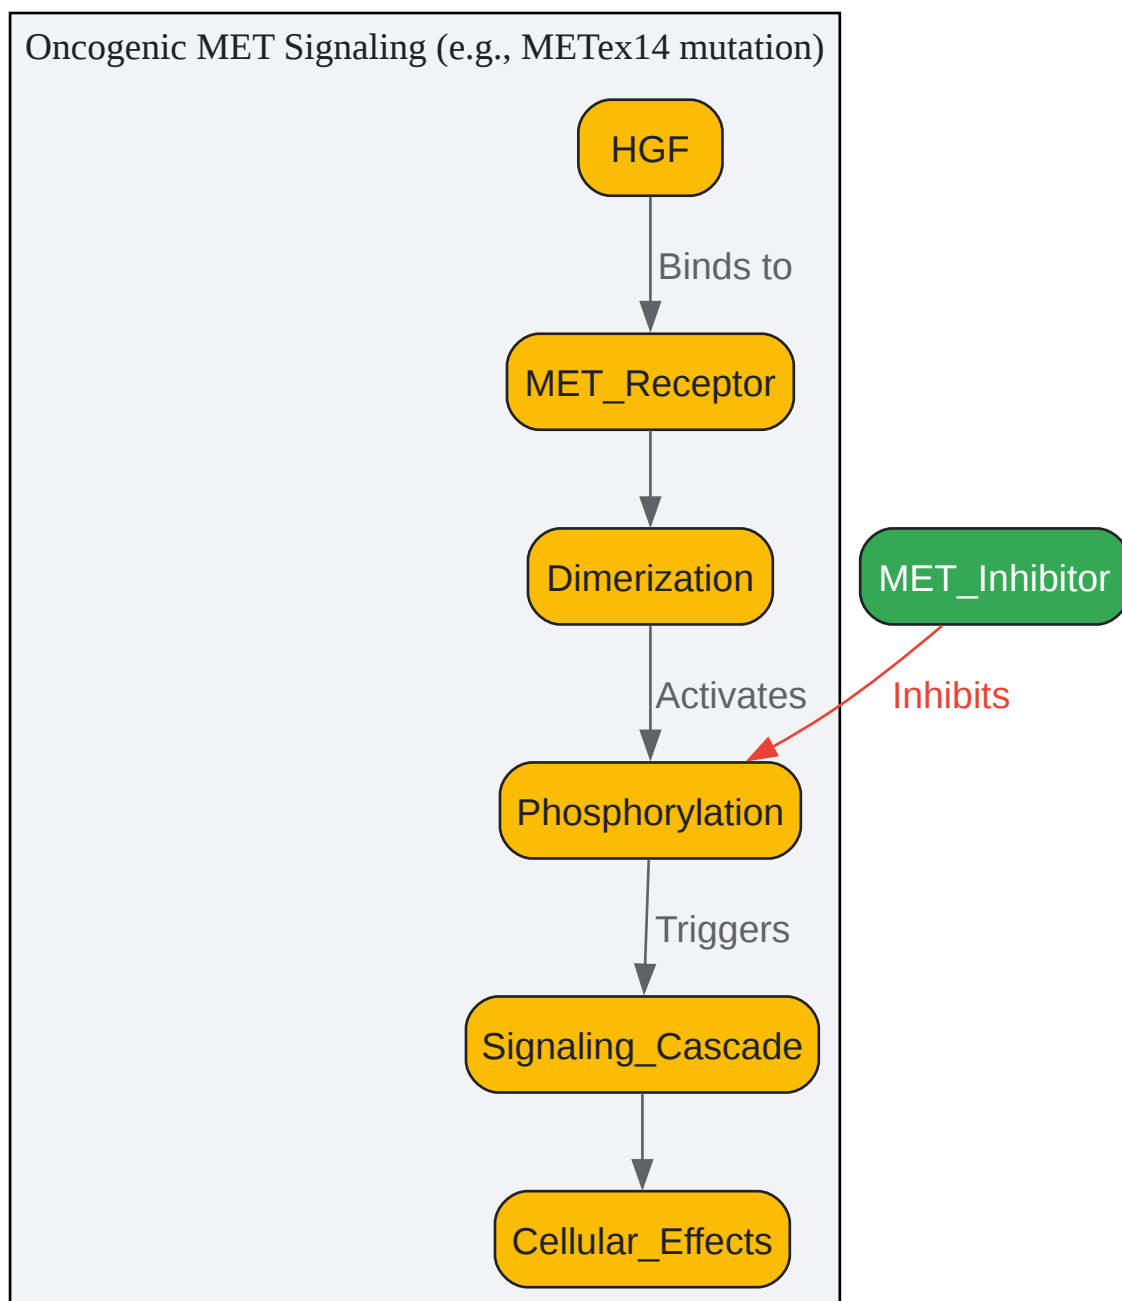 Oncogenic MET Signaling (e.g., METex14 mutation)
HGF
Binds to
MET_Receptor
Dimerization
MET_Inhibitor
Activates
Inhibits
Phosphorylation
Triggers
Signaling_Cascade
Cellular_Effects